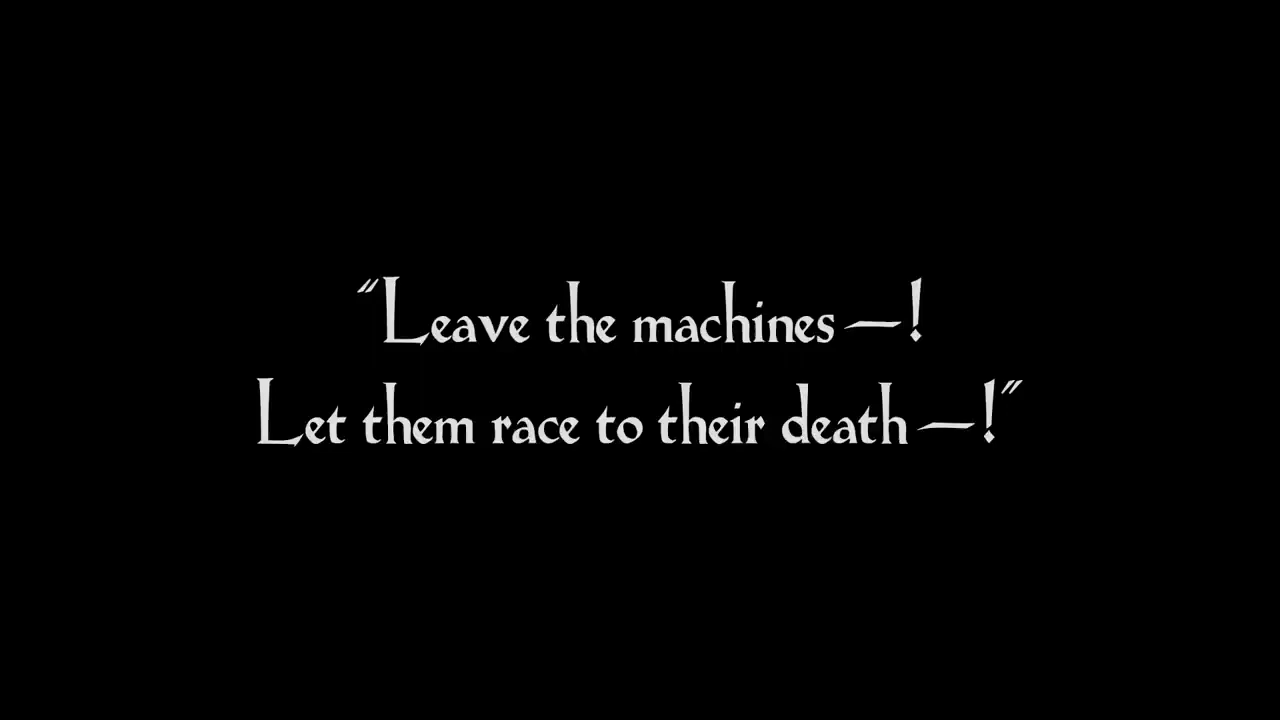 “Leave the machines—!
Let them race to their death—!”